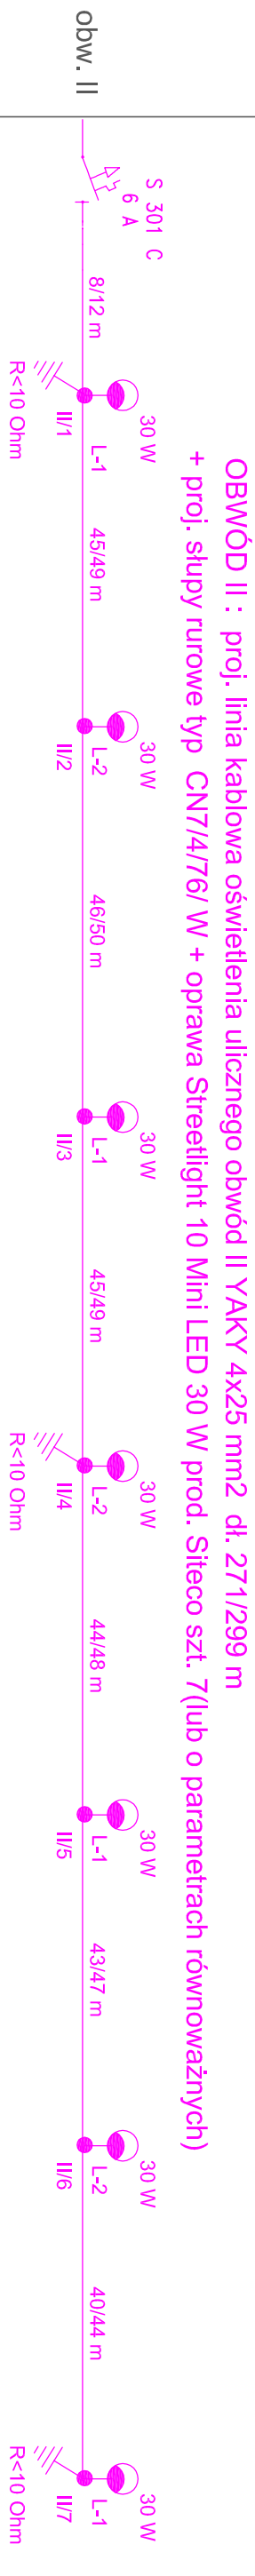 OBWÓD II : proj. linia kablowa oświetlenia ulicznego obwód II YAKY 4x25 mm2 dł. 271/299 m
+ proj. słupy rurowe typ CN7/4/76/ W + oprawa Streetlight 10 Mini LED 30 W prod. Siteco szt. 7(lub o parametrach równoważnych)
obw. II
S 301 C
6 A
8/12 m
30 W
L-1
II/1
R<10 Ohm
45/49 m
30 W
L-2
II/2
46/50 m
30 W
L-1
II/3
45/49 m
30 W
L-2
II/4
R<10 Ohm
44/48 m
30 W
L-1
II/5
43/47 m
30 W
L-2
II/6
40/44 m
30 W
L-1
II/7
R<10 Ohm